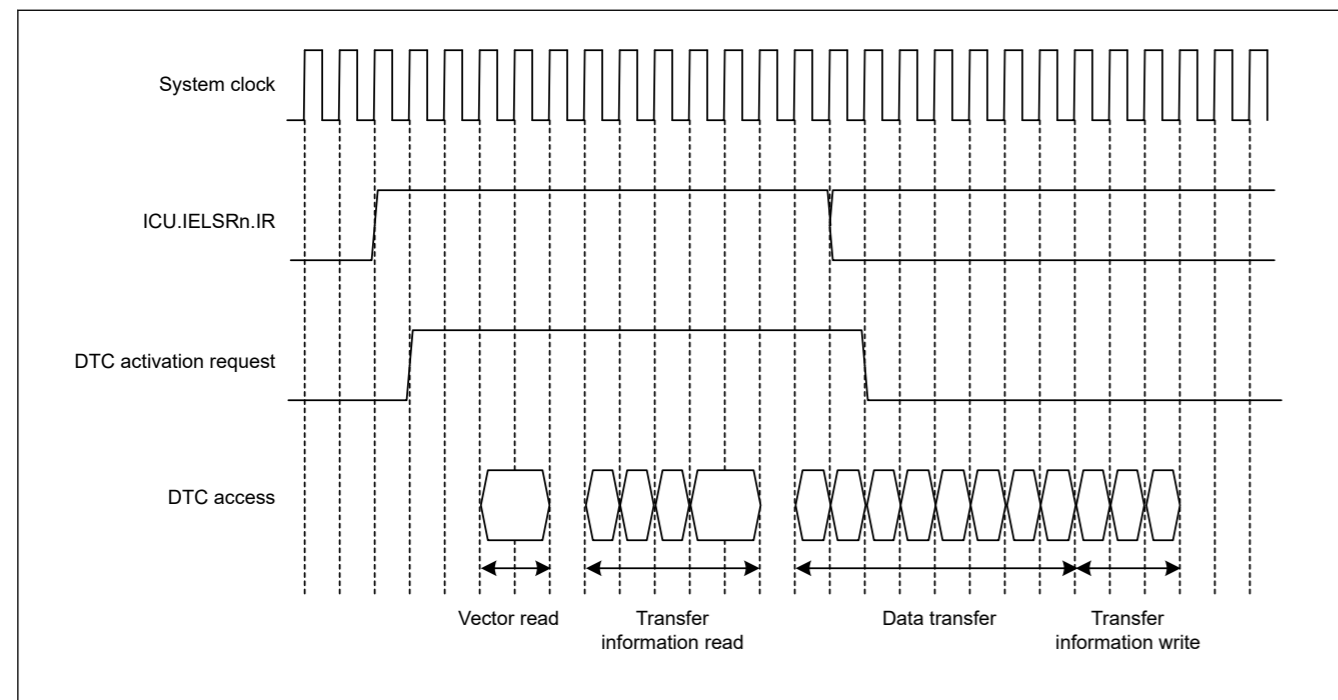 System clock
ICU.IELSRn.IR
DTC activation request
DTC access
Vector read
Transfer
information read
Data transfer
Transfer
information write